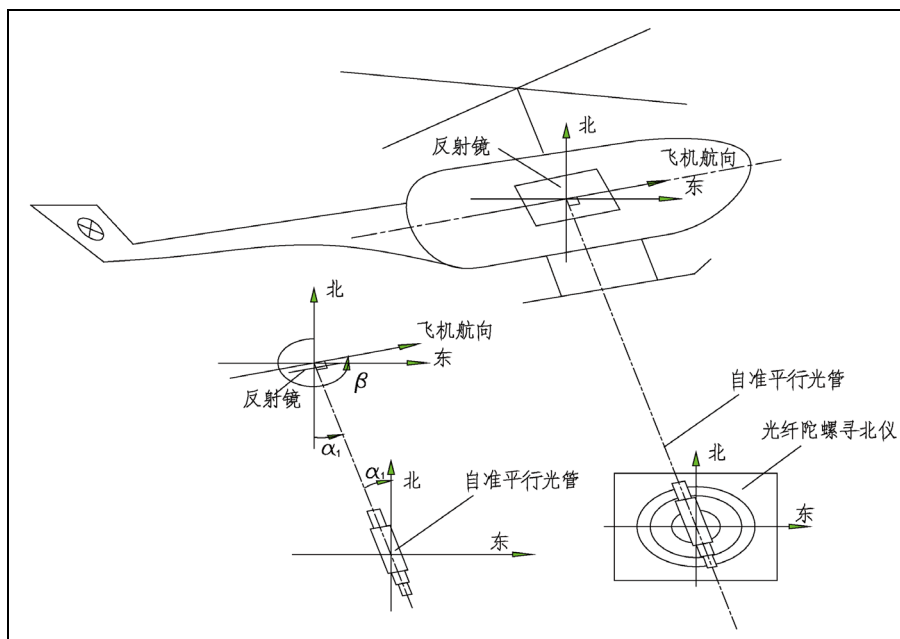 北
反射镜
飞机航向
东
北
飞机航向
东
反射镜
β
自准平行光管
光纤陀螺寻北仪
α₁
α₁
北
自准平行光管
北
东
东